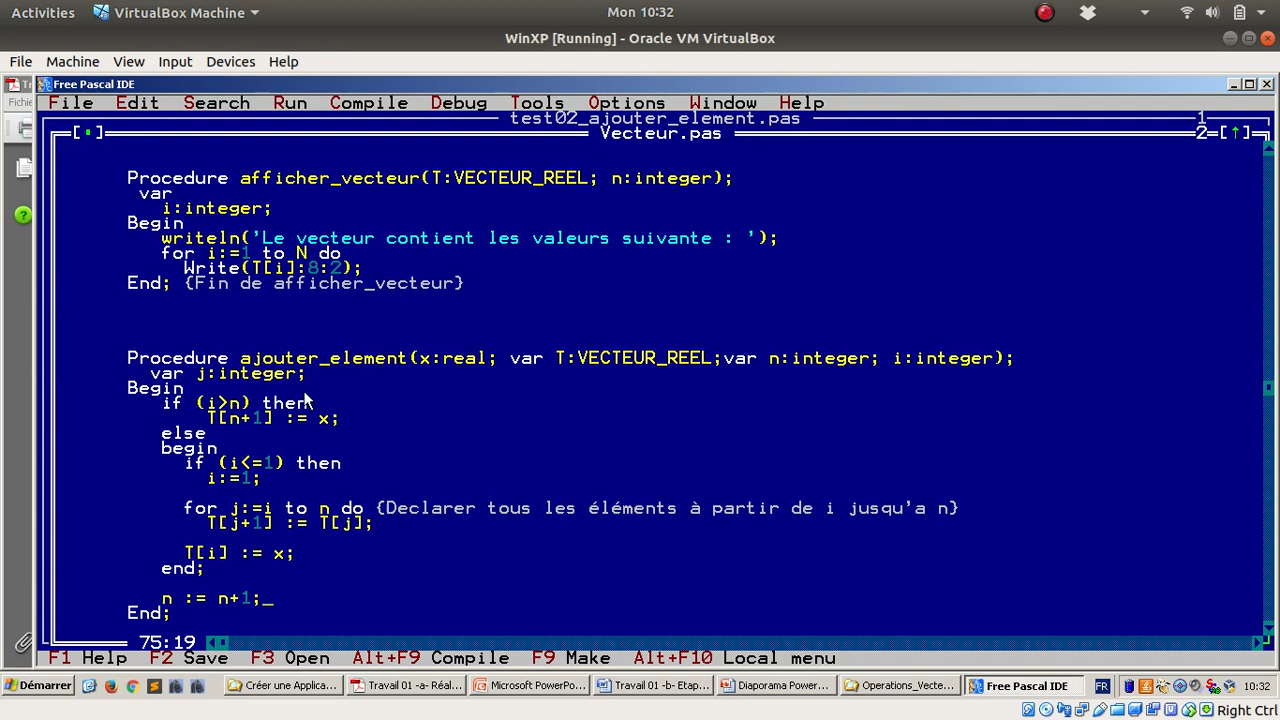 Activities VirtualBox Machine Mon 10:32
WinXP [Running] - Oracle VM VirtualBox
File Machine View Input Devices Help
Free Pascal IDE
Fichie
File Edit Search Run Compile Debug Tools Options Window Help
test02_ajouter_element.pas 1
Vecteur.pas 2
Procedure afficher_vecteur(T:VECTEUR_REEL; n:integer);
var
i:integer;
Begin
writeln('Le vecteur contient les valeurs suivante : ');
for i:=1 to N do
Write(T[i]:8:2);
End; {Fin de afficher_vecteur}
Procedure ajouter_element(x:real; var T:VECTEUR_REEL;var n:integer; i:integer);
var j:integer;
Begin
if (i>n) then
T[n+1] := x;
else
begin
if (i<=1) then
i:=1;
for j:=i to n do {Declarer tous les éléments à partir de i jusqu'a n}
T[j+1] := T[j];
T[i] := x;
end;
n := n+1;_
End;
75:19
F1 Help F2 Save F3 Open Alt+F9 Compile F9 Make Alt+F10 Local menu
Démarrer Créer une Applica... Travail 01 -a- Réal... Microsoft PowerPo... Travail 01 -b- Etap... Diaporama Power... Operations_Vecte... Free Pascal IDE FR 10:32
Right Ctrl